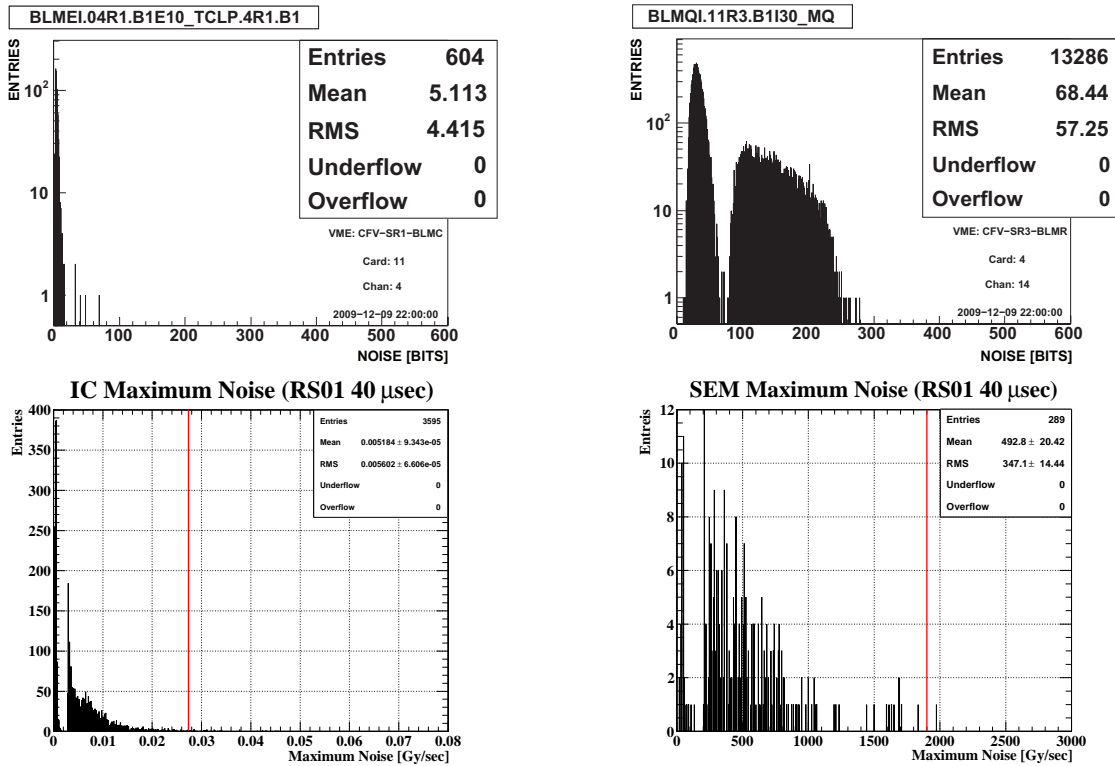 BLMEI.04R1.B1E10_TCLP.4R1.B1
ENTRIES
10²
10
1
Entries 604
Mean 5.113
RMS 4.415
Underflow 0
Overflow 0
VME: CFV−SR1−BLMC
Card: 11
Chan: 4
2009−12−09 22:00:00
0 100 200 300 400 500 600
NOISE [BITS]
BLMQI.11R3.B1I30_MQ
ENTRIES
10²
10
1
Entries 13286
Mean 68.44
RMS 57.25
Underflow 0
Overflow 0
VME: CFV−SR3−BLMR
Card: 4
Chan: 14
2009−12−09 22:00:00
0 100 200 300 400 500 600
NOISE [BITS]
IC Maximum Noise (RS01 40 μsec)
Entries
400
350
300
250
200
150
100
50
0
Entries 3595
Mean 0.005184 ± 9.343e-05
RMS 0.005602 ± 6.606e-05
Underflow 0
Overflow 0
0 0.01 0.02 0.03 0.04 0.05 0.06 0.07 0.08
Maximum Noise [Gy/sec]
SEM Maximum Noise (RS01 40 μsec)
Entreis
12
10
8
6
4
2
0
Entries 289
Mean 492.8 ± 20.42
RMS 347.1 ± 14.44
Underflow 0
Overflow 0
0 500 1000 1500 2000 2500 3000
Maximum Noise [Gy/sec]